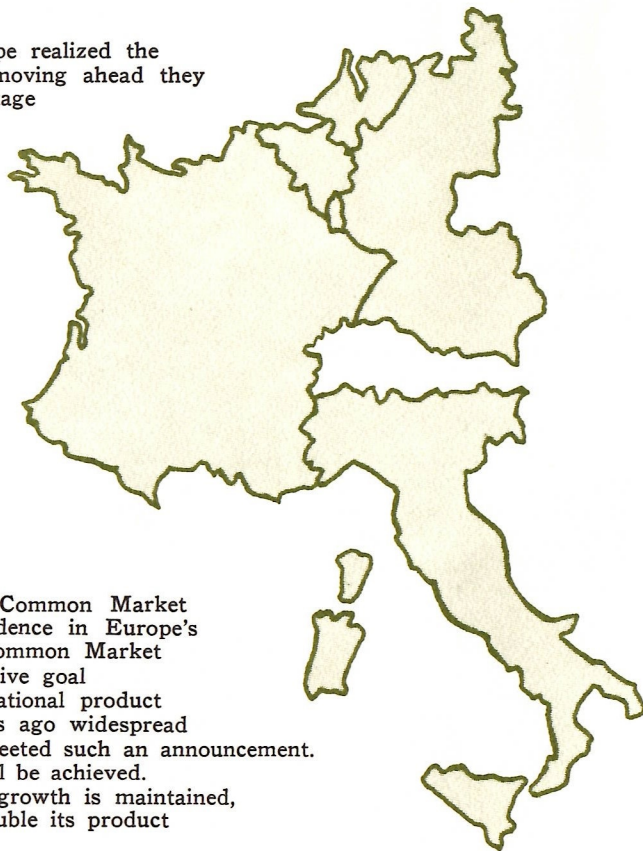 pe realized the
moving ahead they
age
Common Market
dence in Europe's
ommon Market
ive goal
ational product
s ago widespread
eeted such an announcement.
l be achieved.
growth is maintained,
uble its product